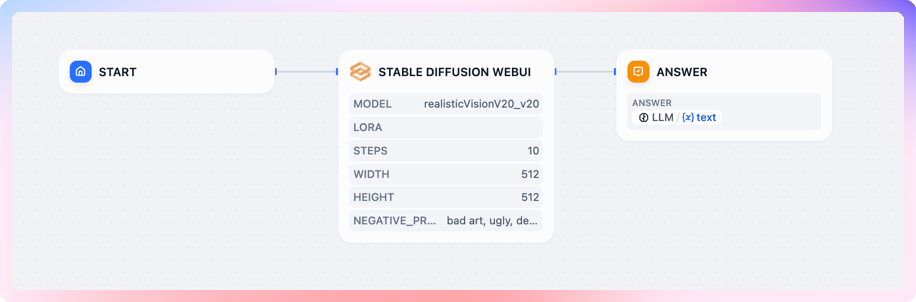 START
STABLE DIFFUSION WEBUI
MODEL realisticVisionV20_v20
LORA
STEPS 10
WIDTH 512
HEIGHT 512
NEGATIVE_PR... bad art, ugly, de...
ANSWER
ANSWER
LLM / {x} text